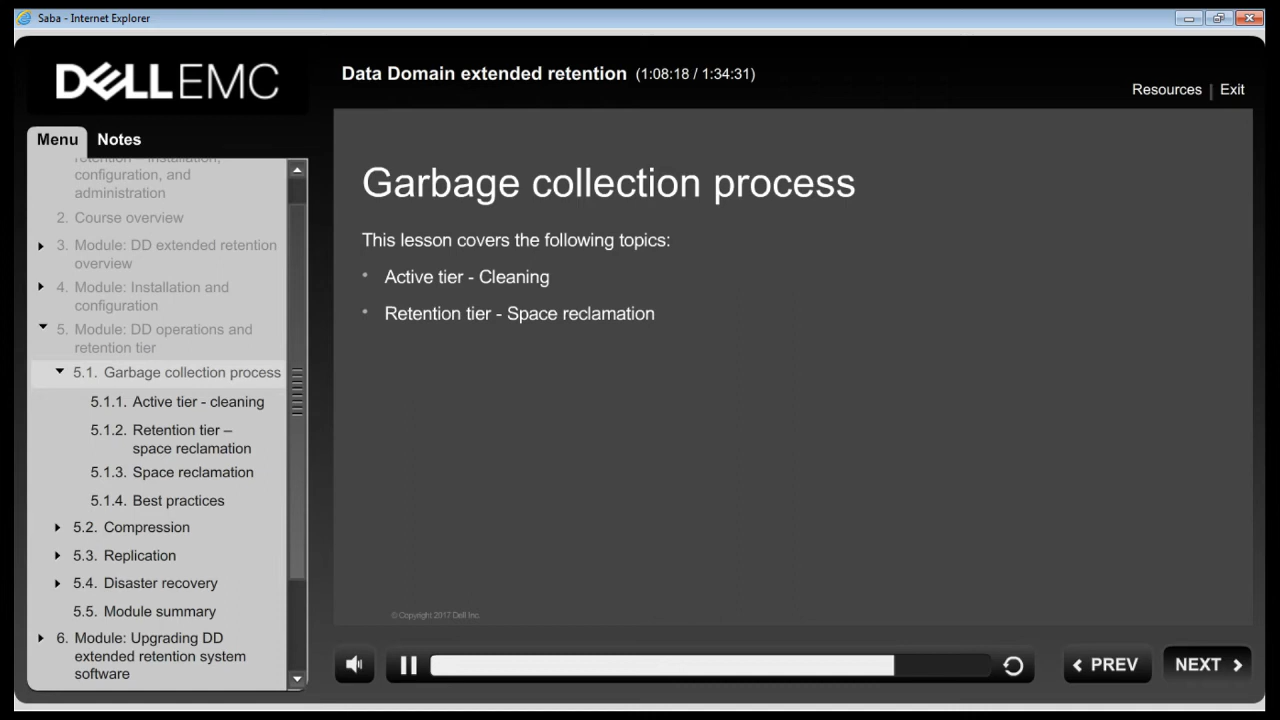 Saba - Internet Explorer
DELLEMC
Data Domain extended retention (1:08:18 / 1:34:31)
Resources | Exit
Menu Notes
retention – installation,
configuration, and
administration
2. Course overview
3. Module: DD extended retention
overview
4. Module: Installation and
configuration
5. Module: DD operations and
retention tier
5.1. Garbage collection process
5.1.1. Active tier - cleaning
5.1.2. Retention tier –
space reclamation
5.1.3. Space reclamation
5.1.4. Best practices
5.2. Compression
5.3. Replication
5.4. Disaster recovery
5.5. Module summary
6. Module: Upgrading DD
extended retention system
software
Garbage collection process
This lesson covers the following topics:
• Active tier - Cleaning
• Retention tier - Space reclamation
© Copyright 2017 Dell Inc.
PREV
NEXT